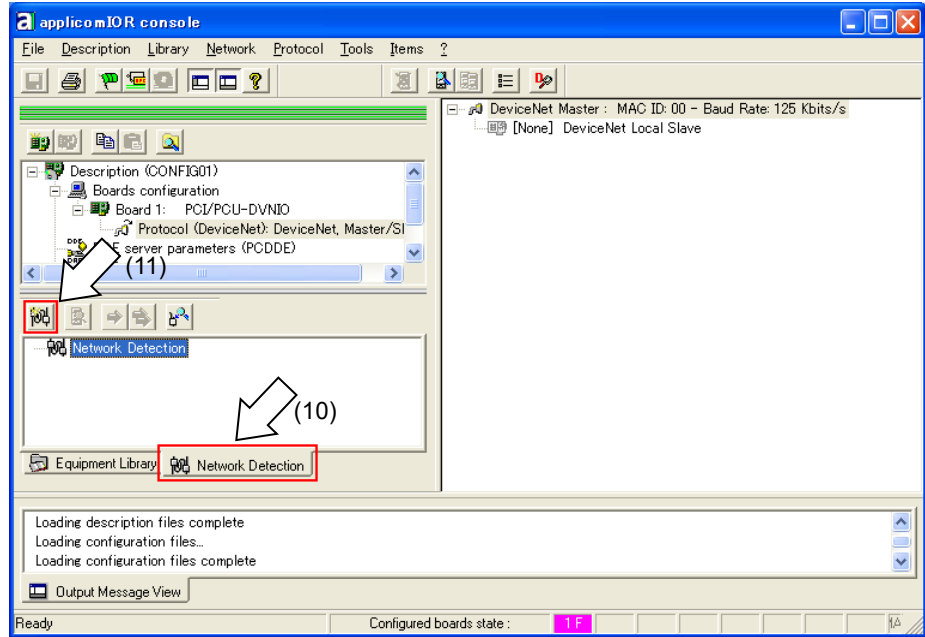 applicomIOR console
File Description Library Network Protocol Tools Items ?
DeviceNet Master : MAC ID: 00 - Baud Rate: 125 Kbits/s
[None] DeviceNet Local Slave
Description (CONFIG01)
Boards configuration
Board 1: PCI/PCU-DVNIO
Protocol (DeviceNet): DeviceNet, Master/Sl
server parameters (PCDDE)
(11)
Network Detection
(10)
Equipment Library Network Detection
Loading description files complete
Loading configuration files...
Loading configuration files complete
Output Message View
Ready Configured boards state : 1 F